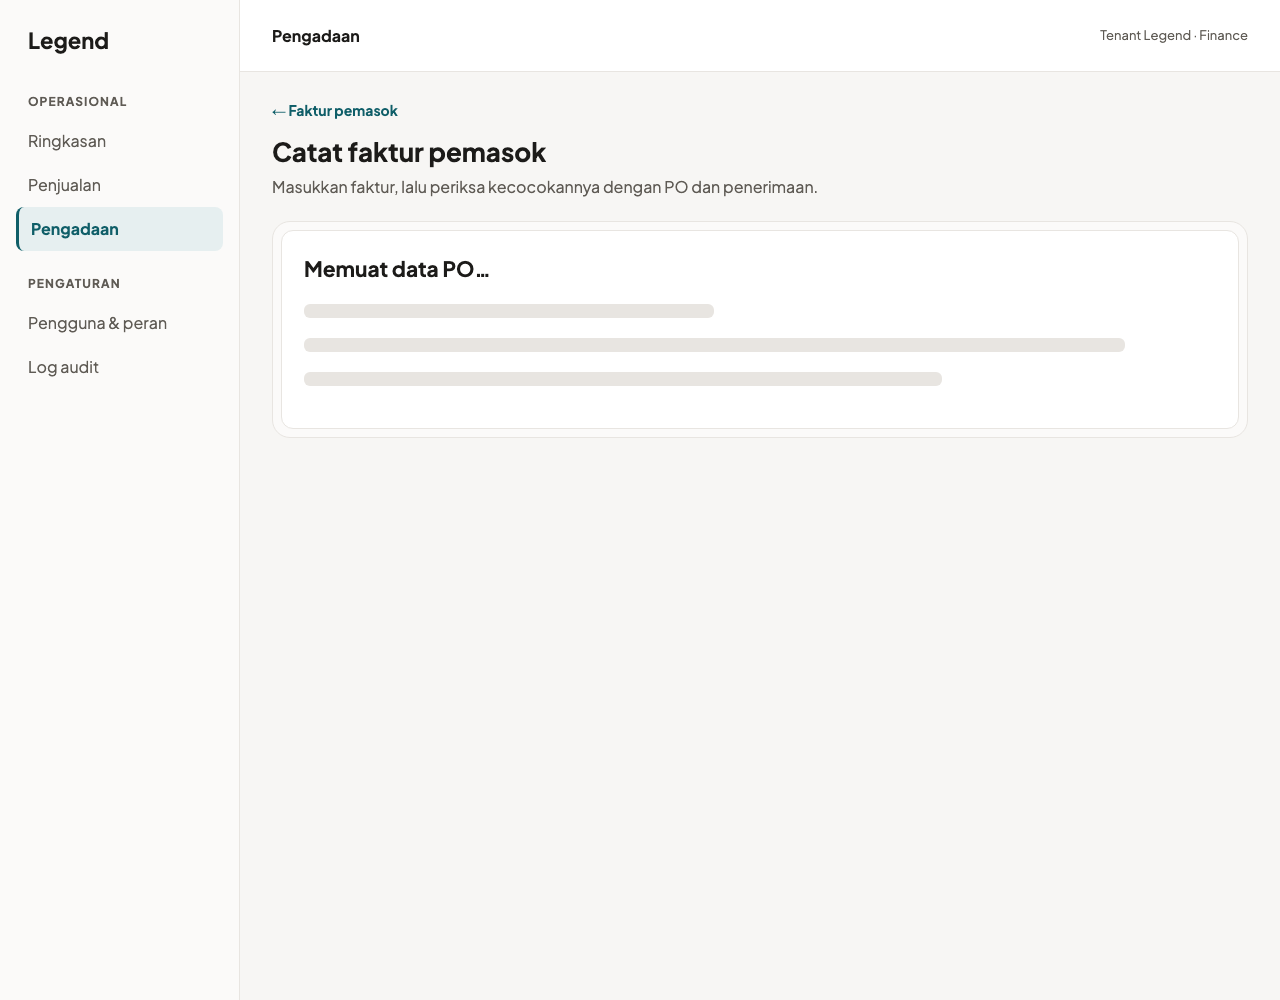 Legend
OPERASIONAL
Ringkasan
Penjualan
Pengadaan
PENGATURAN
Pengguna & peran
Log audit
Pengadaan
Tenant Legend · Finance
← Faktur pemasok
Catat faktur pemasok
Masukkan faktur, lalu periksa kecocokannya dengan PO dan penerimaan.
Memuat data PO…